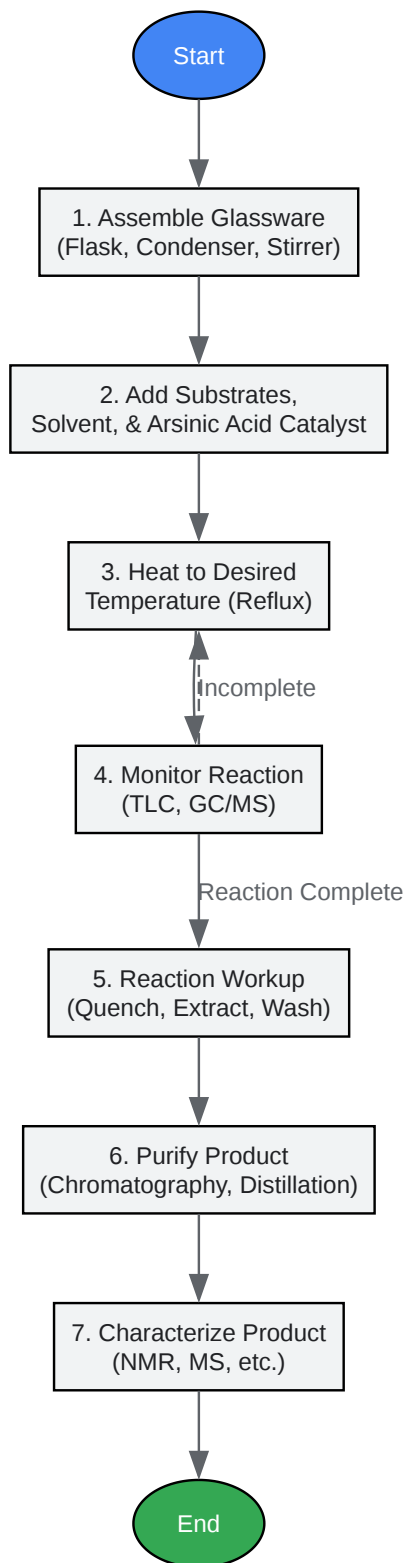 Start
1. Assemble Glassware
(Flask, Condenser, Stirrer)
2. Add Substrates,
Solvent, & Arsinic Acid Catalyst
3. Heat to Desired
Temperature (Reflux)
Incomplete
4. Monitor Reaction
(TLC, GC/MS)
Reaction Complete
5. Reaction Workup
(Quench, Extract, Wash)
6. Purify Product
(Chromatography, Distillation)
7. Characterize Product
(NMR, MS, etc.)
End